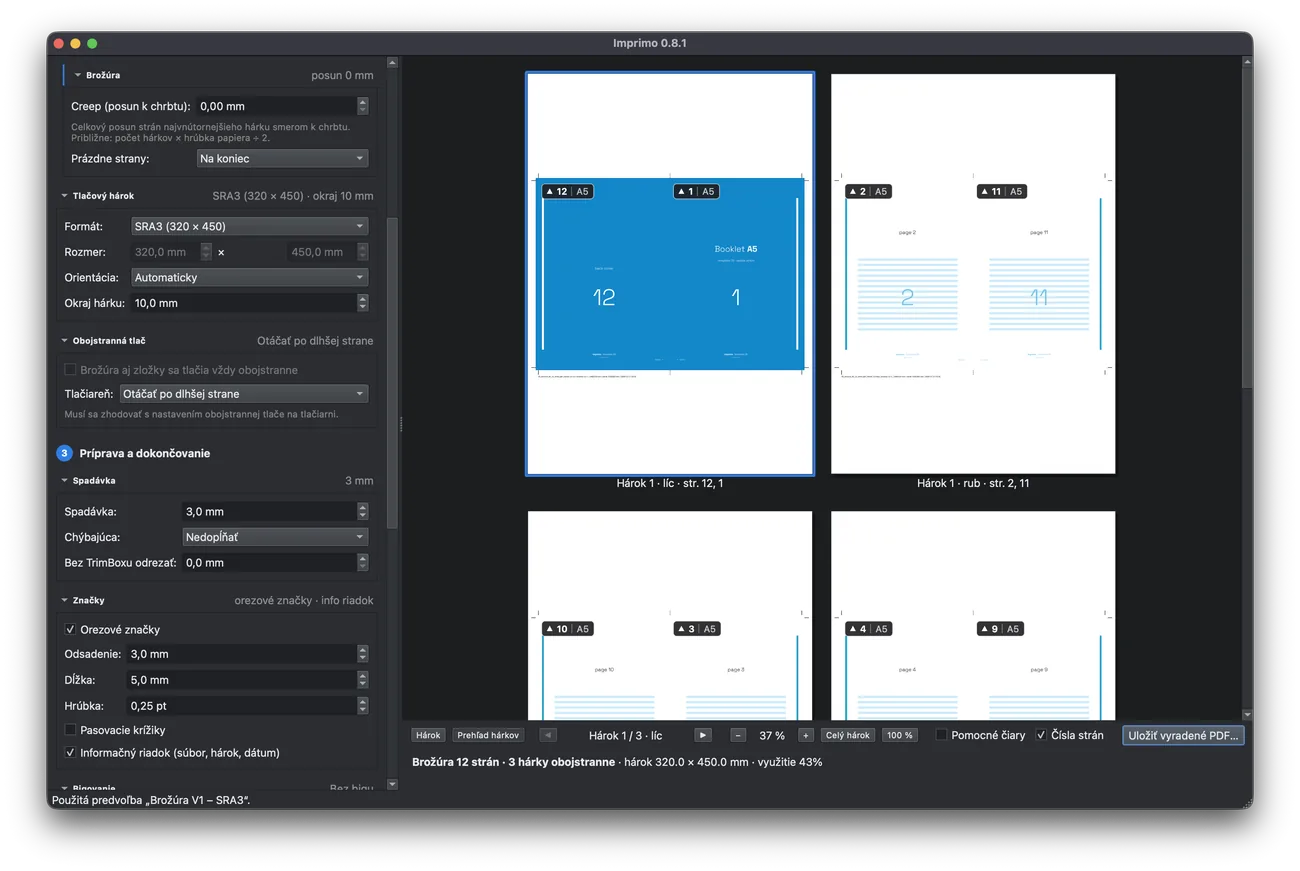 Imprimo 0.8.1
Brožúra posun 0 mm
Creep (posun k chrbtu): 0,00 mm
Celkový posun strán najvnútornejšieho hárku smerom k chrbtu.
Približne: počet hárkov × hrúbka papiera ÷ 2.
Prázdne strany: Na koniec
Tlačový hárok SRA3 (320 × 450) · okraj 10 mm
Formát: SRA3 (320 × 450)
Rozmer: 320,0 mm × 450,0 mm
Orientácia: Automaticky
Okraj hárku: 10,0 mm
Obojstranná tlač Otáčať po dlhšej strane
Brožúra aj zložky sa tlačia vždy obojstranne
Tlačiareň: Otáčať po dlhšej strane
Musí sa zhodovať s nastavením obojstrannej tlače na tlačiarni.
3 Príprava a dokončovanie
Spadávka 3 mm
Spadávka: 3,0 mm
Chýbajúca: Nedopĺňať
Bez TrimBoxu odrezať: 0,0 mm
Značky orezové značky · info riadok
Orezové značky
Odsadenie: 3,0 mm
Dĺžka: 5,0 mm
Hrúbka: 0,25 pt
Pasovacie krížiky
Informačný riadok (súbor, hárok, dátum)
Bigovanie Bez bigu
Použitá predvoľba „Brožúra V1 – SRA3“.
▲ 12 | A5 ▲ 1 | A5
Booklet A5
back cover
12 1
Hárok 1 · líc · str. 12, 1
▲ 2 | A5 ▲ 11 | A5
page 2 page 11
2 11
Hárok 1 · rub · str. 2, 11
▲ 10 | A5 ▲ 3 | A5
page 10 page 3
▲ 4 | A5 ▲ 9 | A5
page 4 page 9
Hárok Prehľad hárkov ◀ Hárok 1 / 3 · líc ▶ − 37 % + Celý hárok 100 % Pomocné čiary Čísla strán Uložiť vyradené PDF...
Brožúra 12 strán · 3 hárky obojstranne · hárok 320.0 × 450.0 mm · využitie 43%